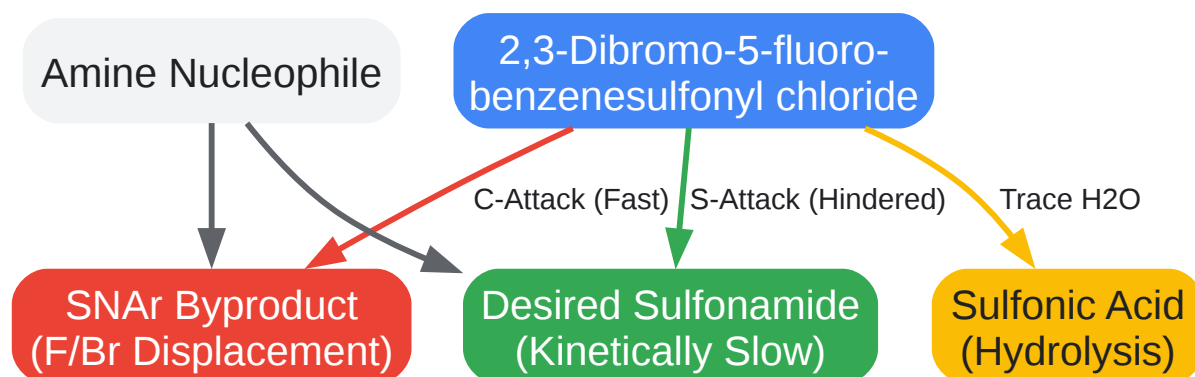 Amine Nucleophile
2,3-Dibromo-5-fluoro-
benzenesulfonyl chloride
C-Attack (Fast)
S-Attack (Hindered)
Trace H2O
SNAr Byproduct
(F/Br Displacement)
Desired Sulfonamide
(Kinetically Slow)
Sulfonic Acid
(Hydrolysis)